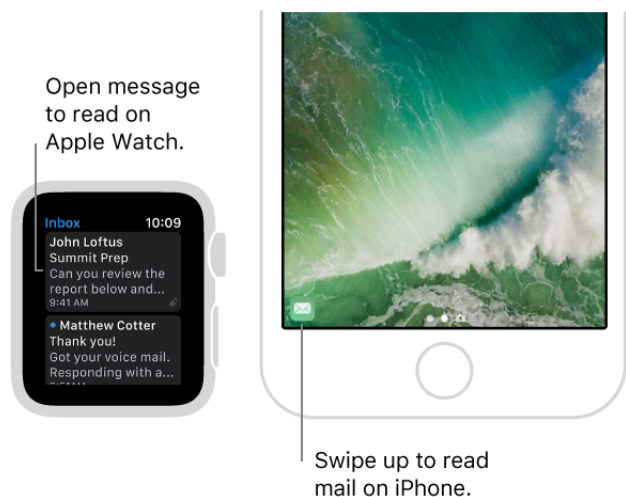 Open message
to read on
Apple Watch.
Inbox 10:09
John Loftus
Summit Prep
Can you review the
report below and...
9:41 AM
Matthew Cotter
Thank you!
Got your voice mail.
Responding with a...
Swipe up to read
mail on iPhone.